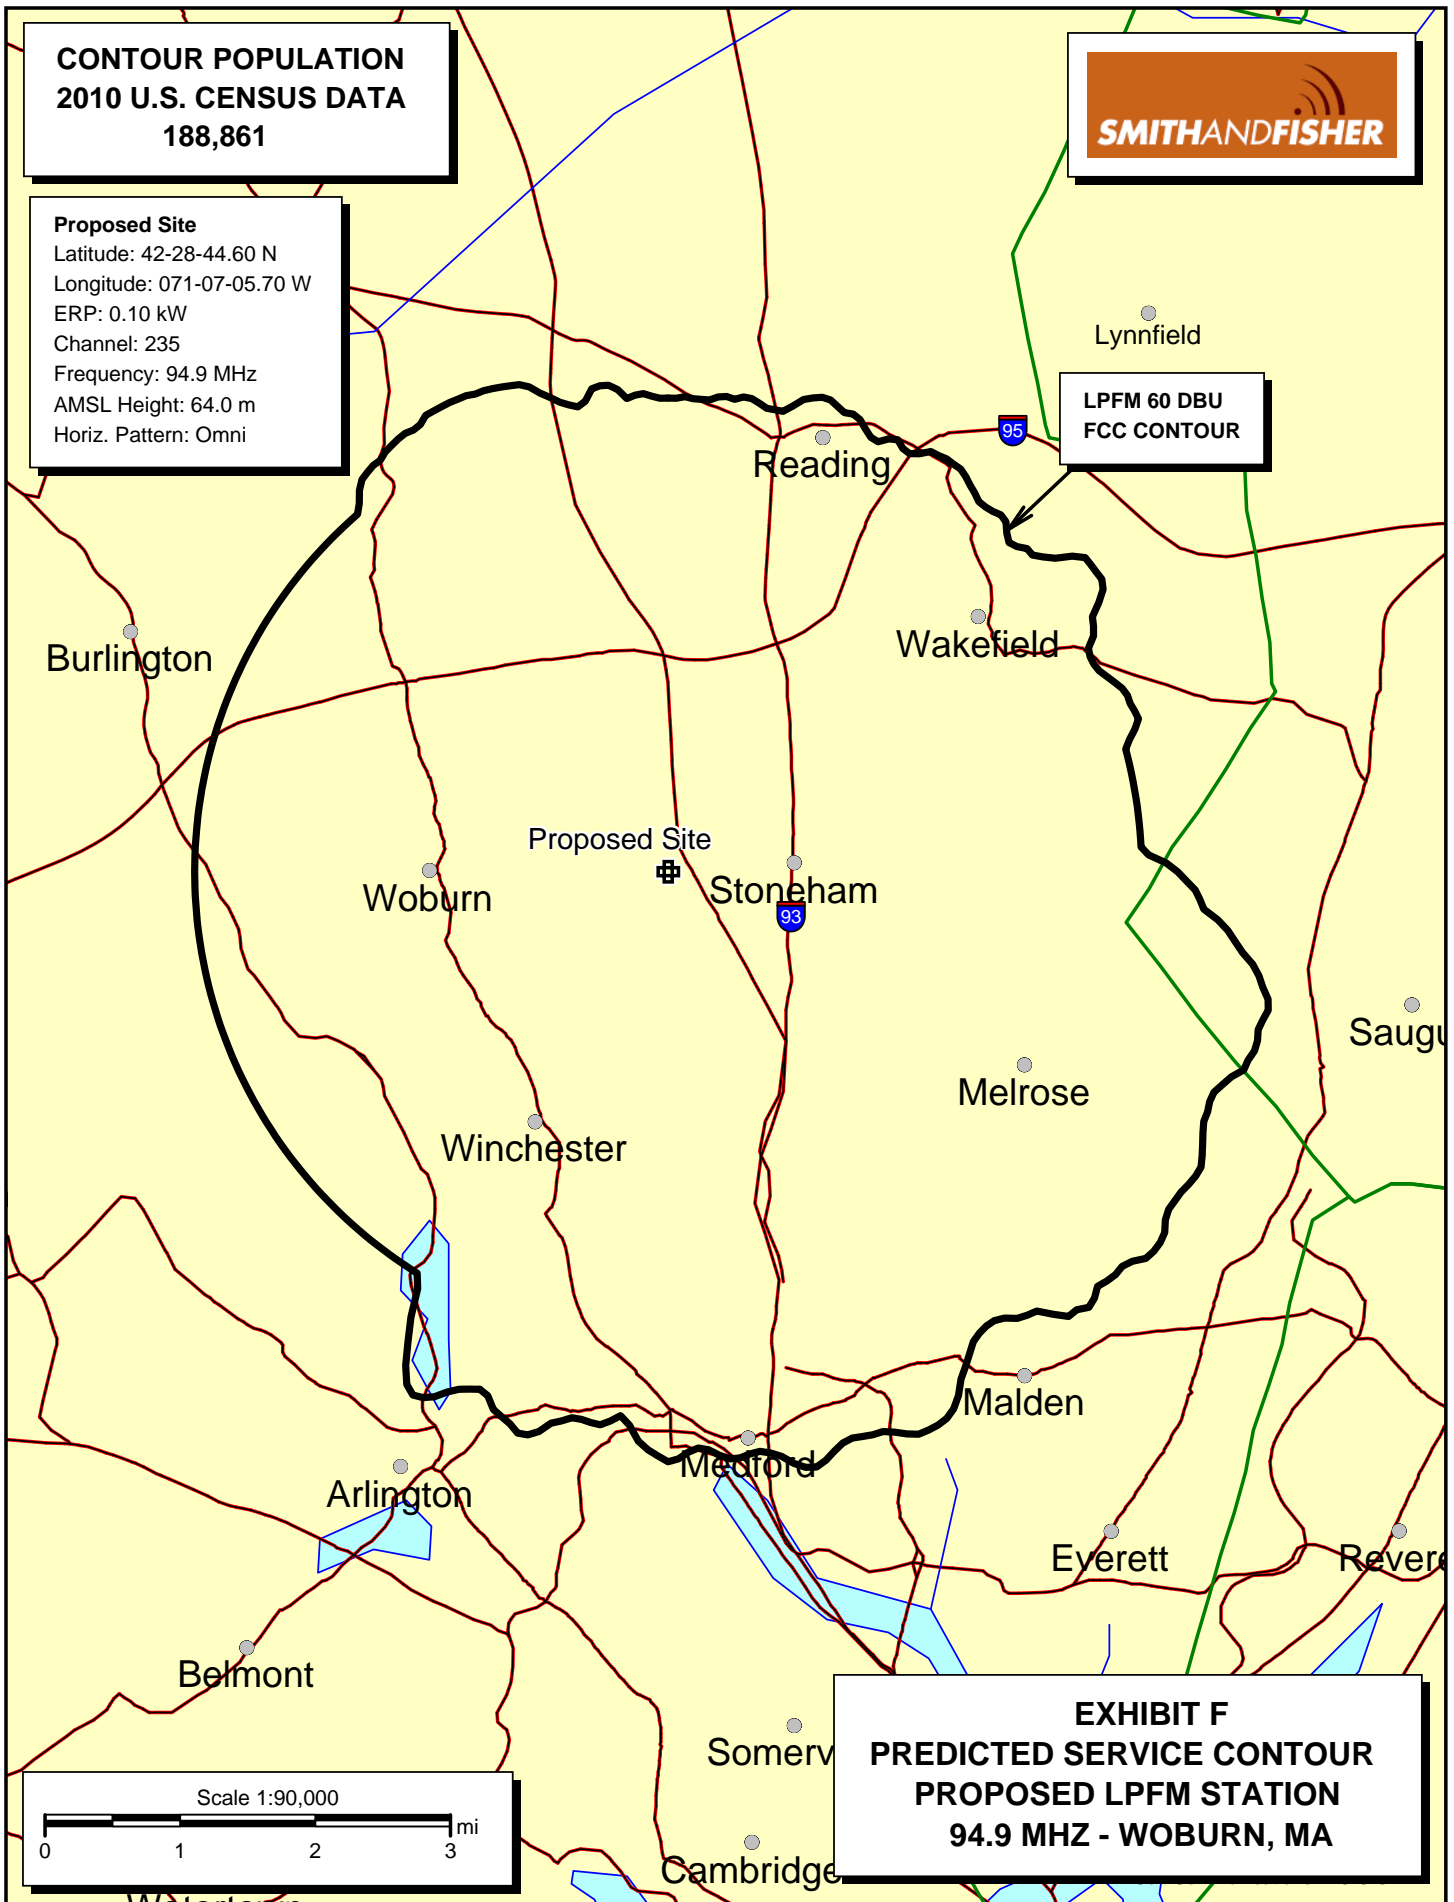 CONTOUR POPULATION
2010 U.S. CENSUS DATA
188,861
SMITHANDFISHER
Proposed Site
Latitude: 42-28-44.60 N
Longitude: 071-07-05.70 W
ERP: 0.10 kW
Channel: 235
Frequency: 94.9 MHz
AMSL Height: 64.0 m
Horiz. Pattern: Omni
Lynnfield
LPFM 60 DBU
FCC CONTOUR
95
Reading
Burlington
Wakefield
Proposed Site
Woburn
Stoneham
93
Saugu
Melrose
Winchester
Malden
Medford
Arlington
Everett
Revere
Belmont
Somerv
Cambridge
EXHIBIT F
PREDICTED SERVICE CONTOUR
PROPOSED LPFM STATION
94.9 MHZ - WOBURN, MA
Scale 1:90,000
mi
0 1 2 3